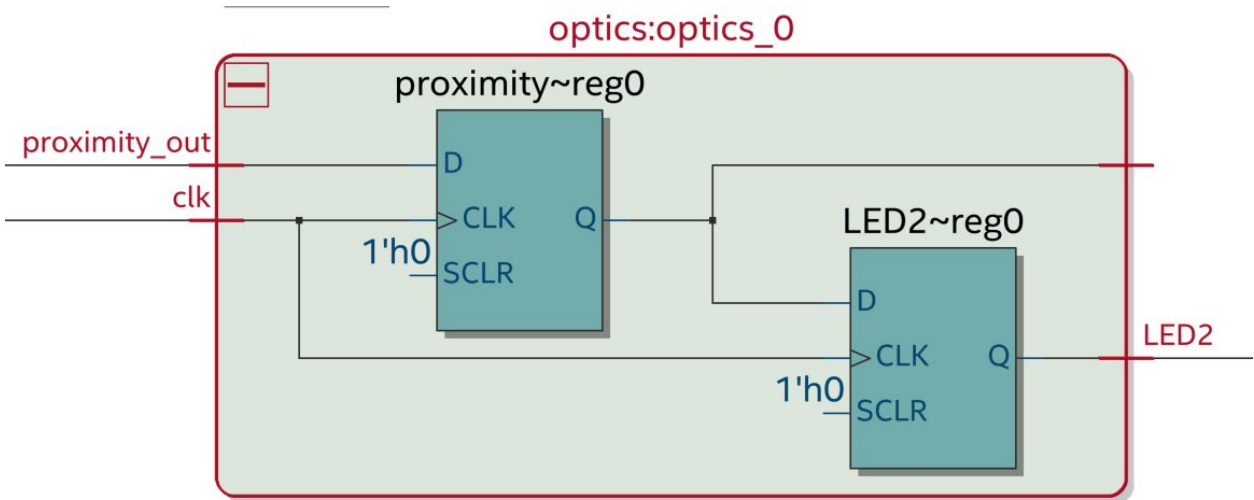 optics:optics_0
proximity~reg0
proximity_out
D
clk
CLK
Q
1'h0
SCLR
LED2~reg0
D
CLK
Q
LED2
1'h0
SCLR